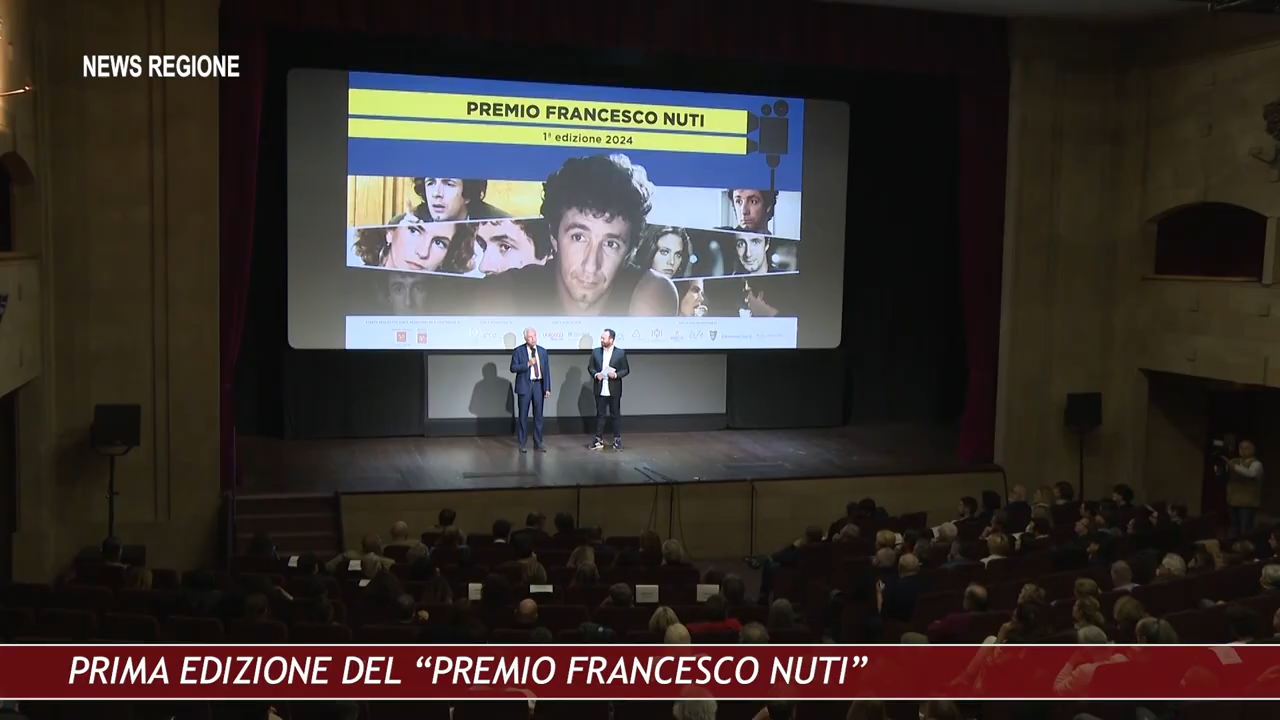 NEWS REGIONE
PREMIO FRANCESCO NUTI
1ª edizione 2024
PRIMA EDIZIONE DEL “PREMIO FRANCESCO NUTI”